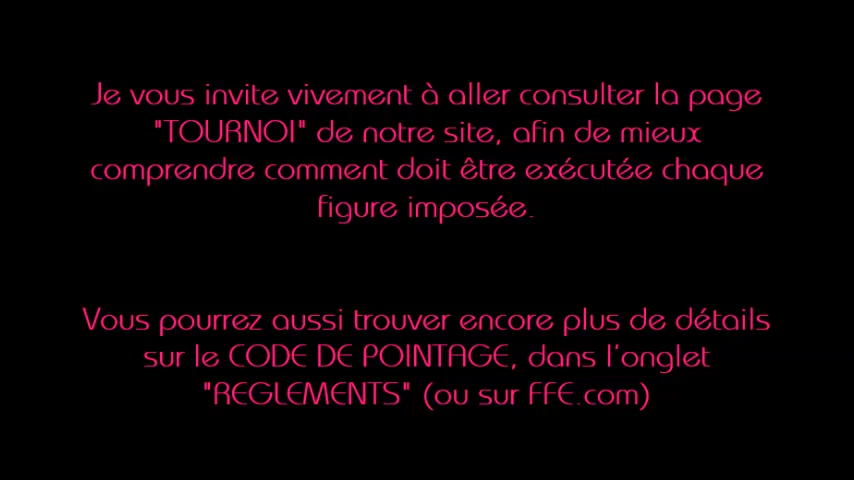 Je vous invite vivement à aller consulter la page
"TOURNOI" de notre site, afin de mieux
comprendre comment doit être exécutée chaque
figure imposée.
Vous pourrez aussi trouver encore plus de détails
sur le CODE DE POINTAGE, dans l'onglet
"REGLEMENTS" (ou sur FFE.com)